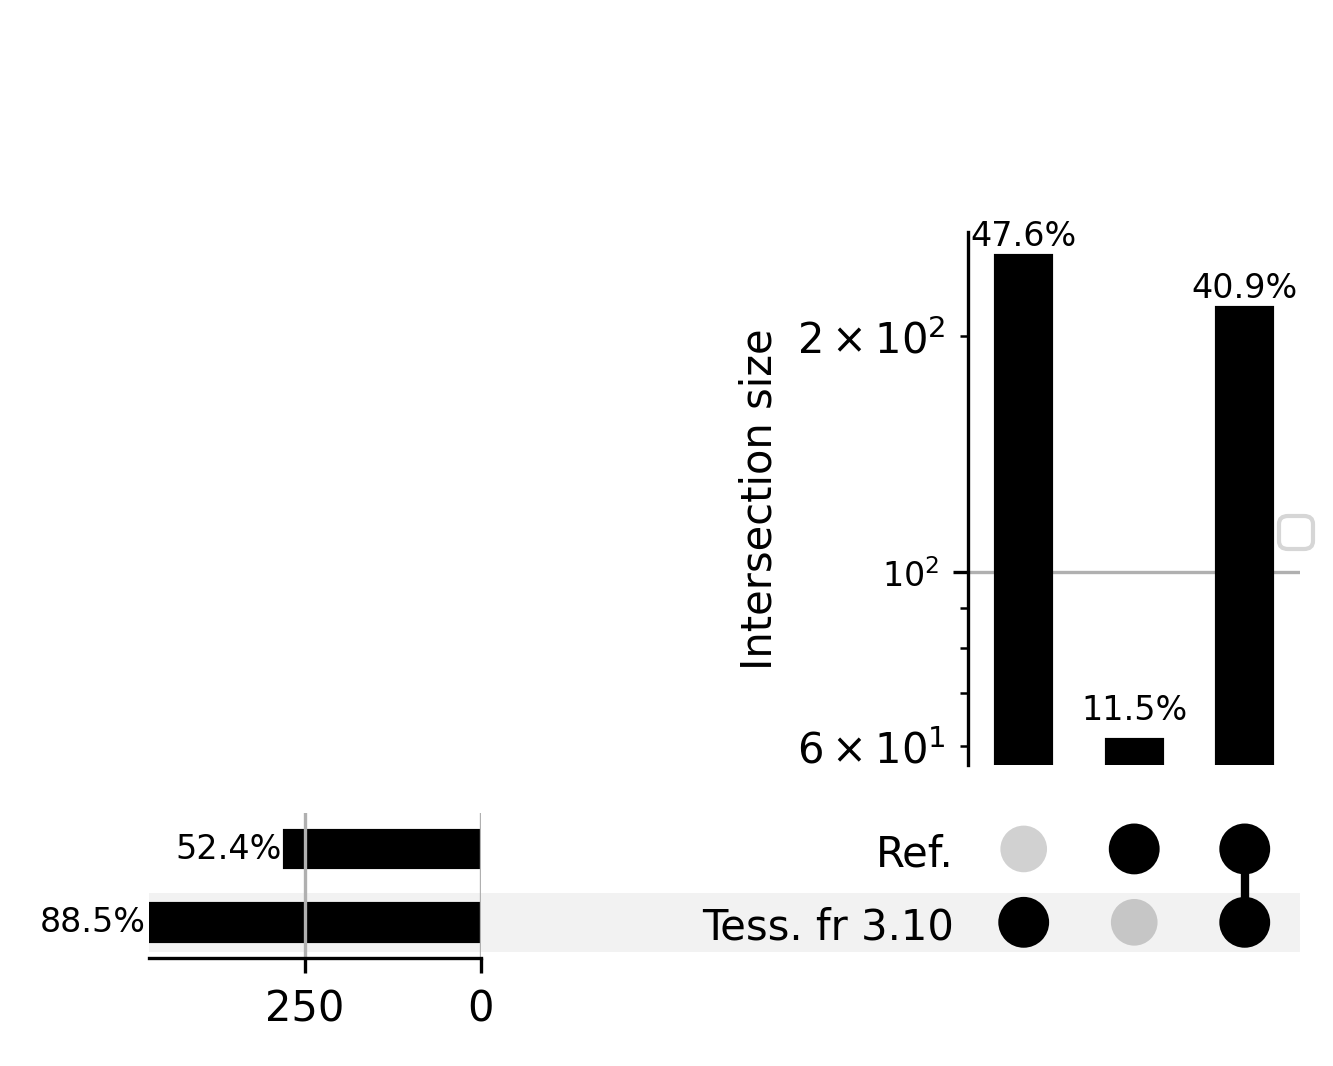 47.6%
40.9%
2 × 10²
Intersection size
10²
11.5%
6 × 10¹
52.4%
Ref.
88.5%
Tess. fr 3.10
250
0